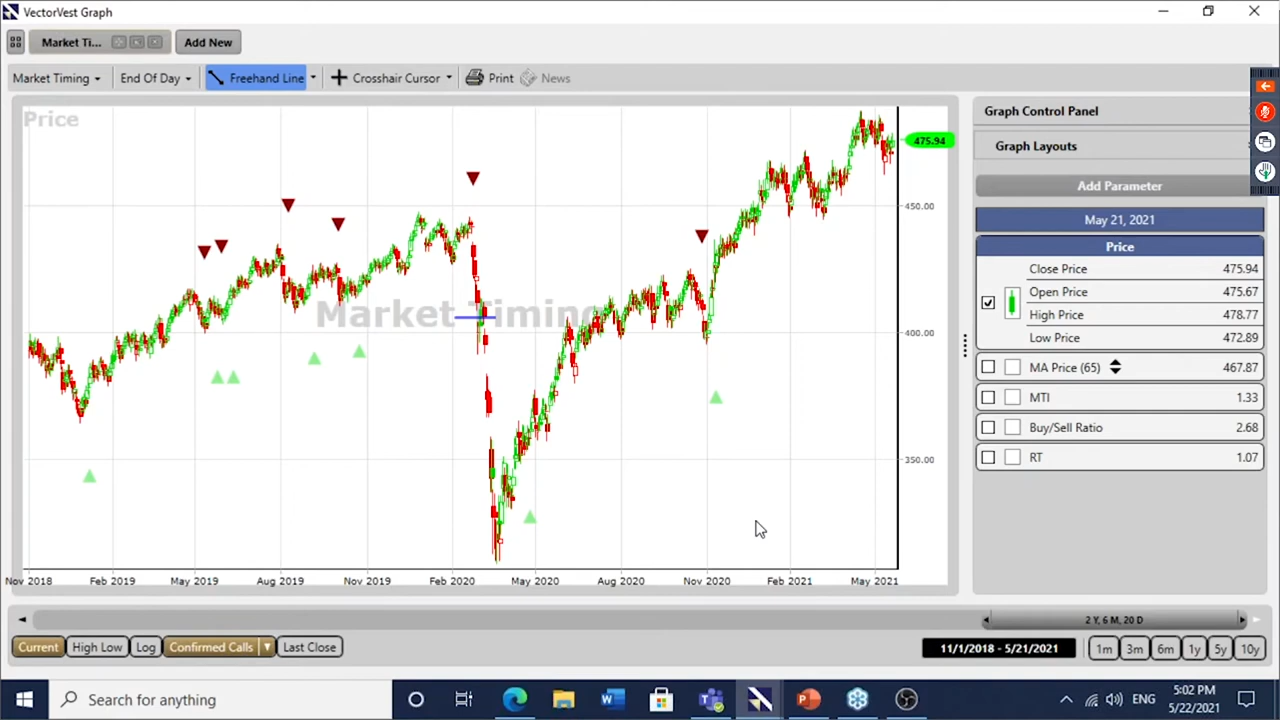 VectorVest Graph
Market Ti... Add New
Market Timing End Of Day Freehand Line Crosshair Cursor Print News
Price
Market Timing
475.94
450.00
400.00
350.00
Nov 2018 Feb 2019 May 2019 Aug 2019 Nov 2019 Feb 2020 May 2020 Aug 2020 Nov 2020 Feb 2021 May 2021
Graph Control Panel
Graph Layouts
Add Parameter
May 21, 2021
Price
Close Price 475.94
Open Price 475.67
High Price 478.77
Low Price 472.89
MA Price (65) 467.87
MTI 1.33
Buy/Sell Ratio 2.68
RT 1.07
2 Y, 6 M, 20 D
Current High Low Log Confirmed Calls Last Close 11/1/2018 - 5/21/2021 1m 3m 6m 1y 5y 10y
Search for anything
ENG
5:02 PM
5/22/2021